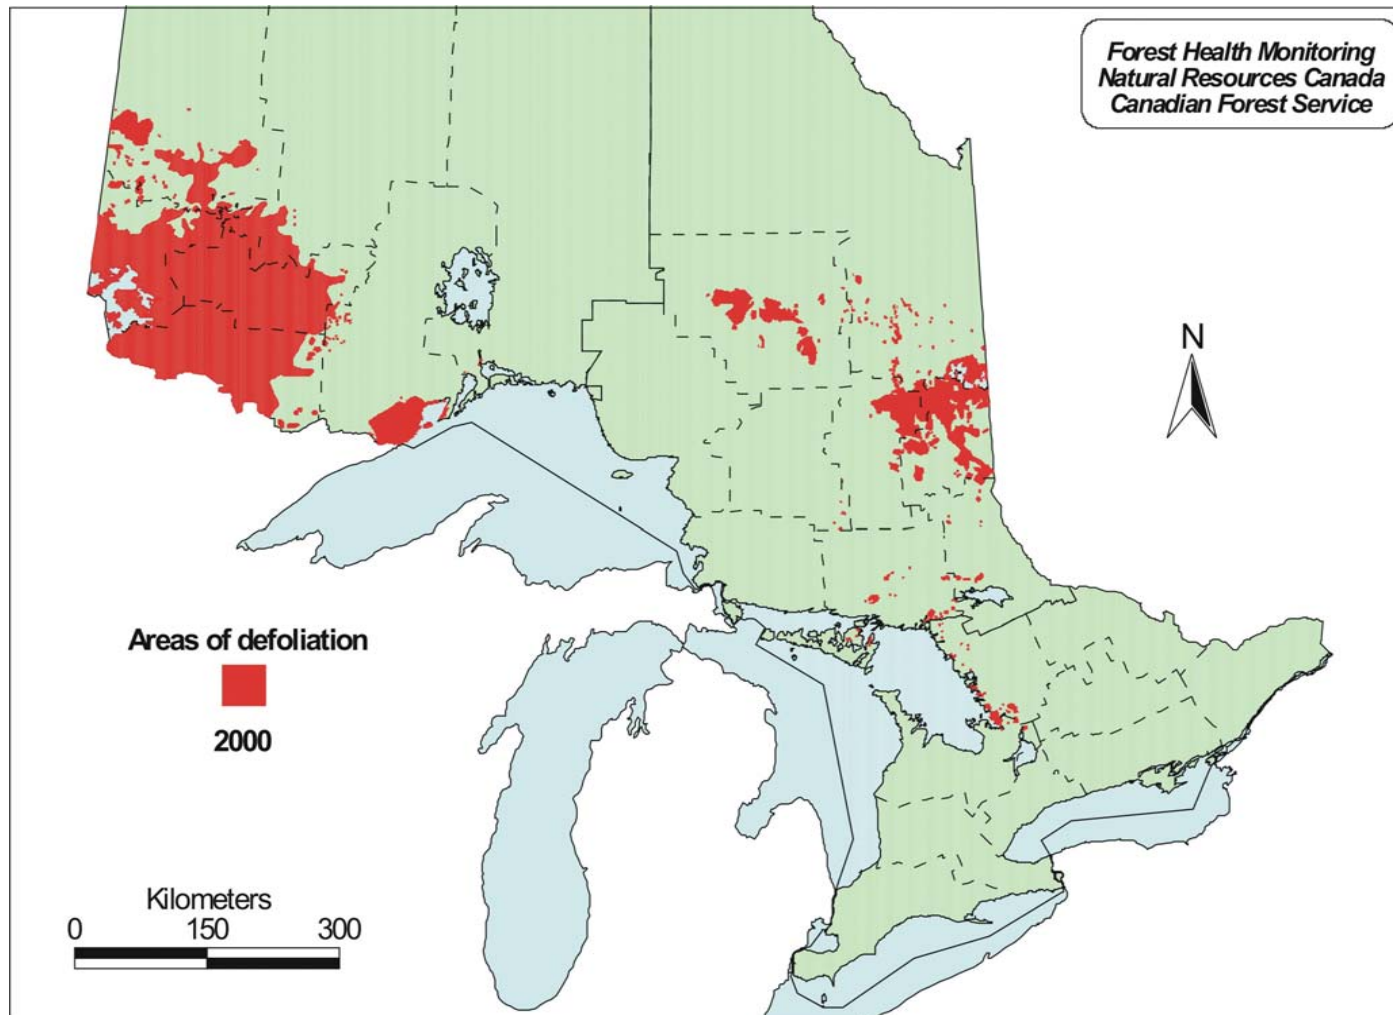 Forest Health Monitoring
Natural Resources Canada
Canadian Forest Service
N
Areas of defoliation
2000
Kilometers
0 150 300